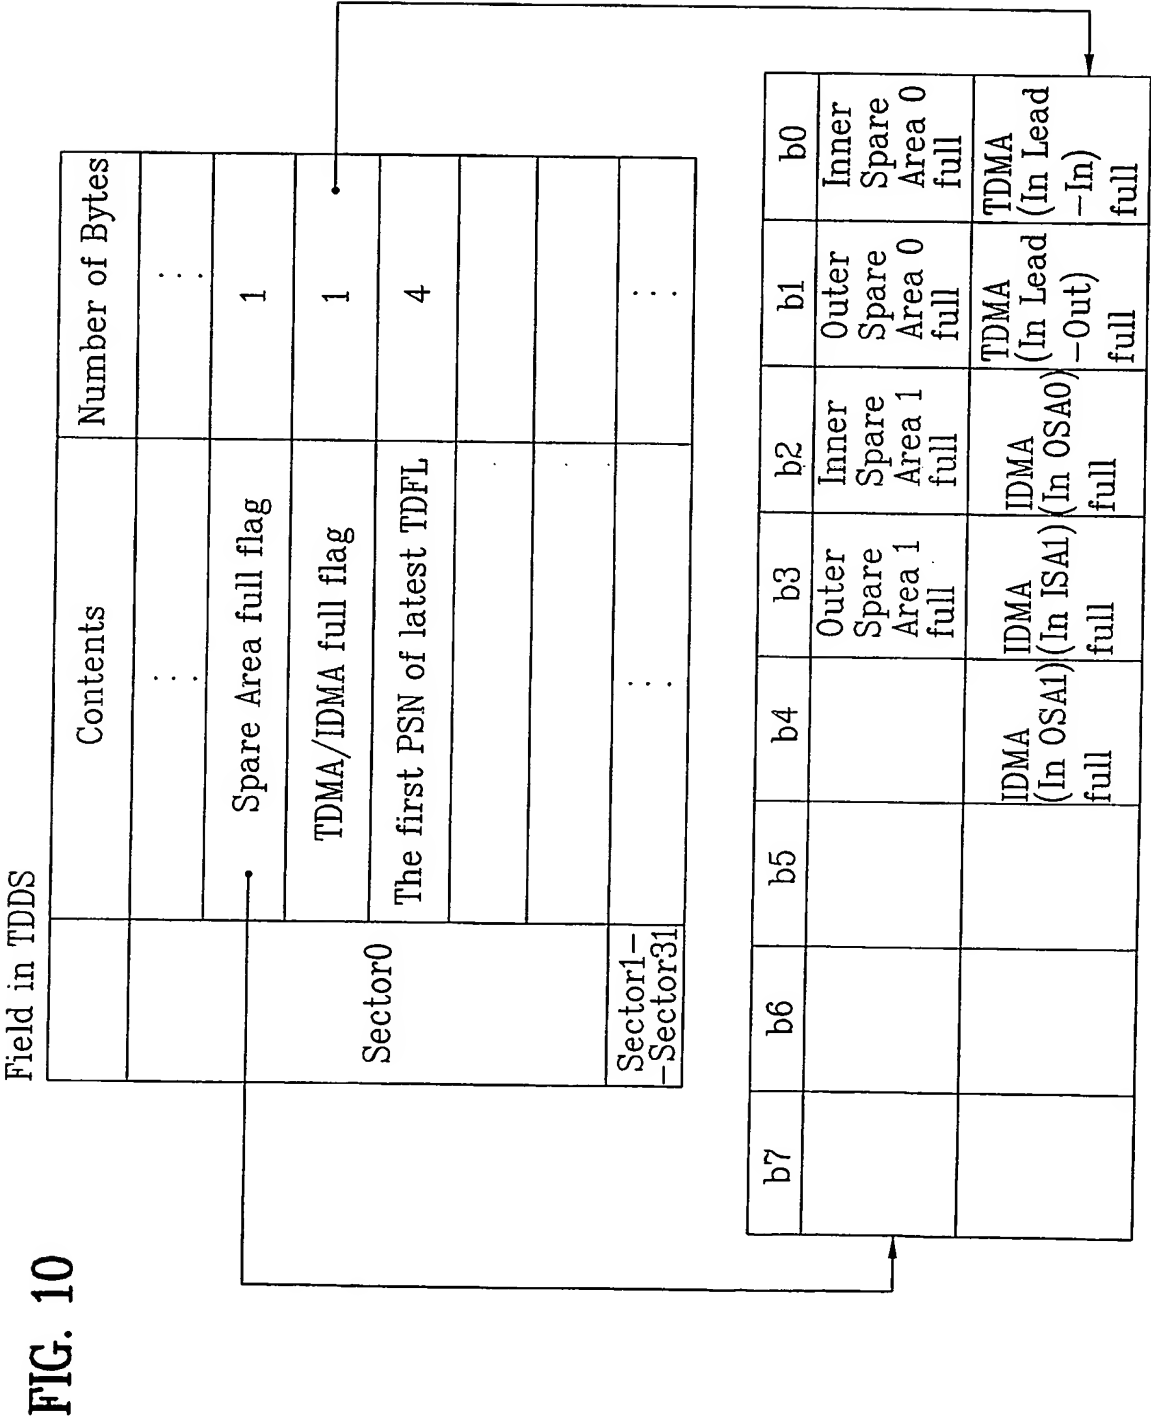 FIG. 10
Field in TDDS
Contents
Number of Bytes
Sector0
...
...
Spare Area full flag
1
TDMA/IDMA full flag
1
The first PSN of latest TDFL
4
Sector1-
-Sector31
...
...
b7
b6
b5
b4
b3
b2
b1
b0
Outer
Spare
Area 1
full
Inner
Spare
Area 1
full
Outer
Spare
Area 0
full
Inner
Spare
Area 0
full
IDMA
(In OSA1)
full
IDMA
(In ISA1)
full
IDMA
(In OSA0)
full
TDMA
(In Lead
-Out)
full
TDMA
(In Lead
-In)
full